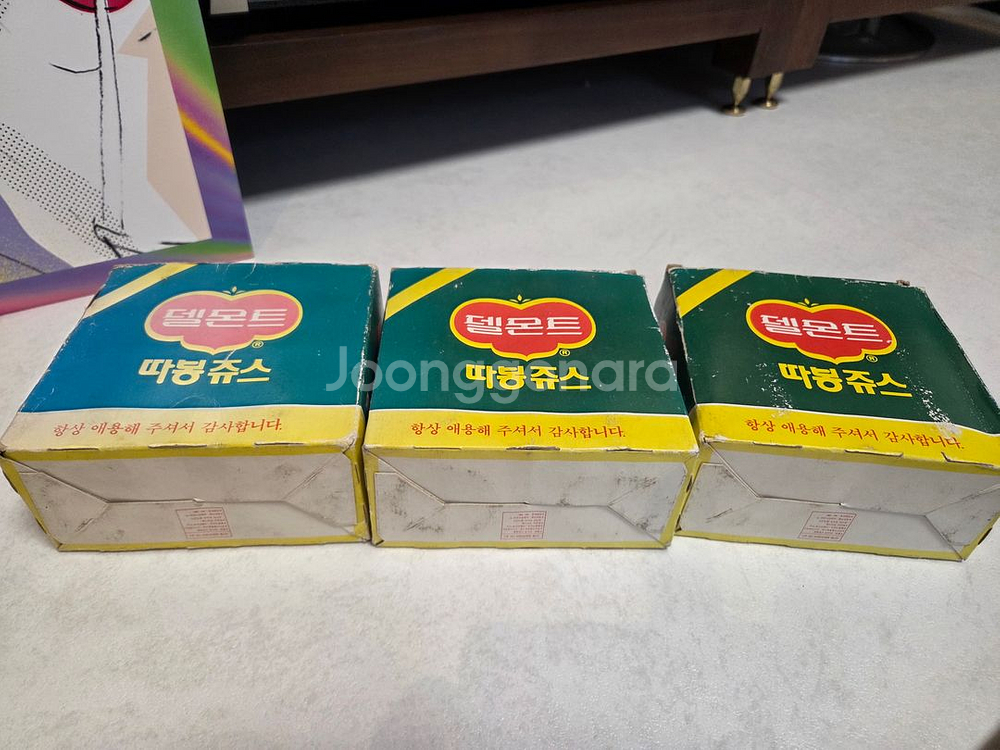 델몬트
®
따봉쥬스
항상 애용해 주셔서 감사합니다.
델몬트
®
따봉쥬스
항상 애용해 주셔서 감사합니다.
델몬트
®
따봉쥬스
항상 애용해 주셔서 감사합니다.
Joonggonara